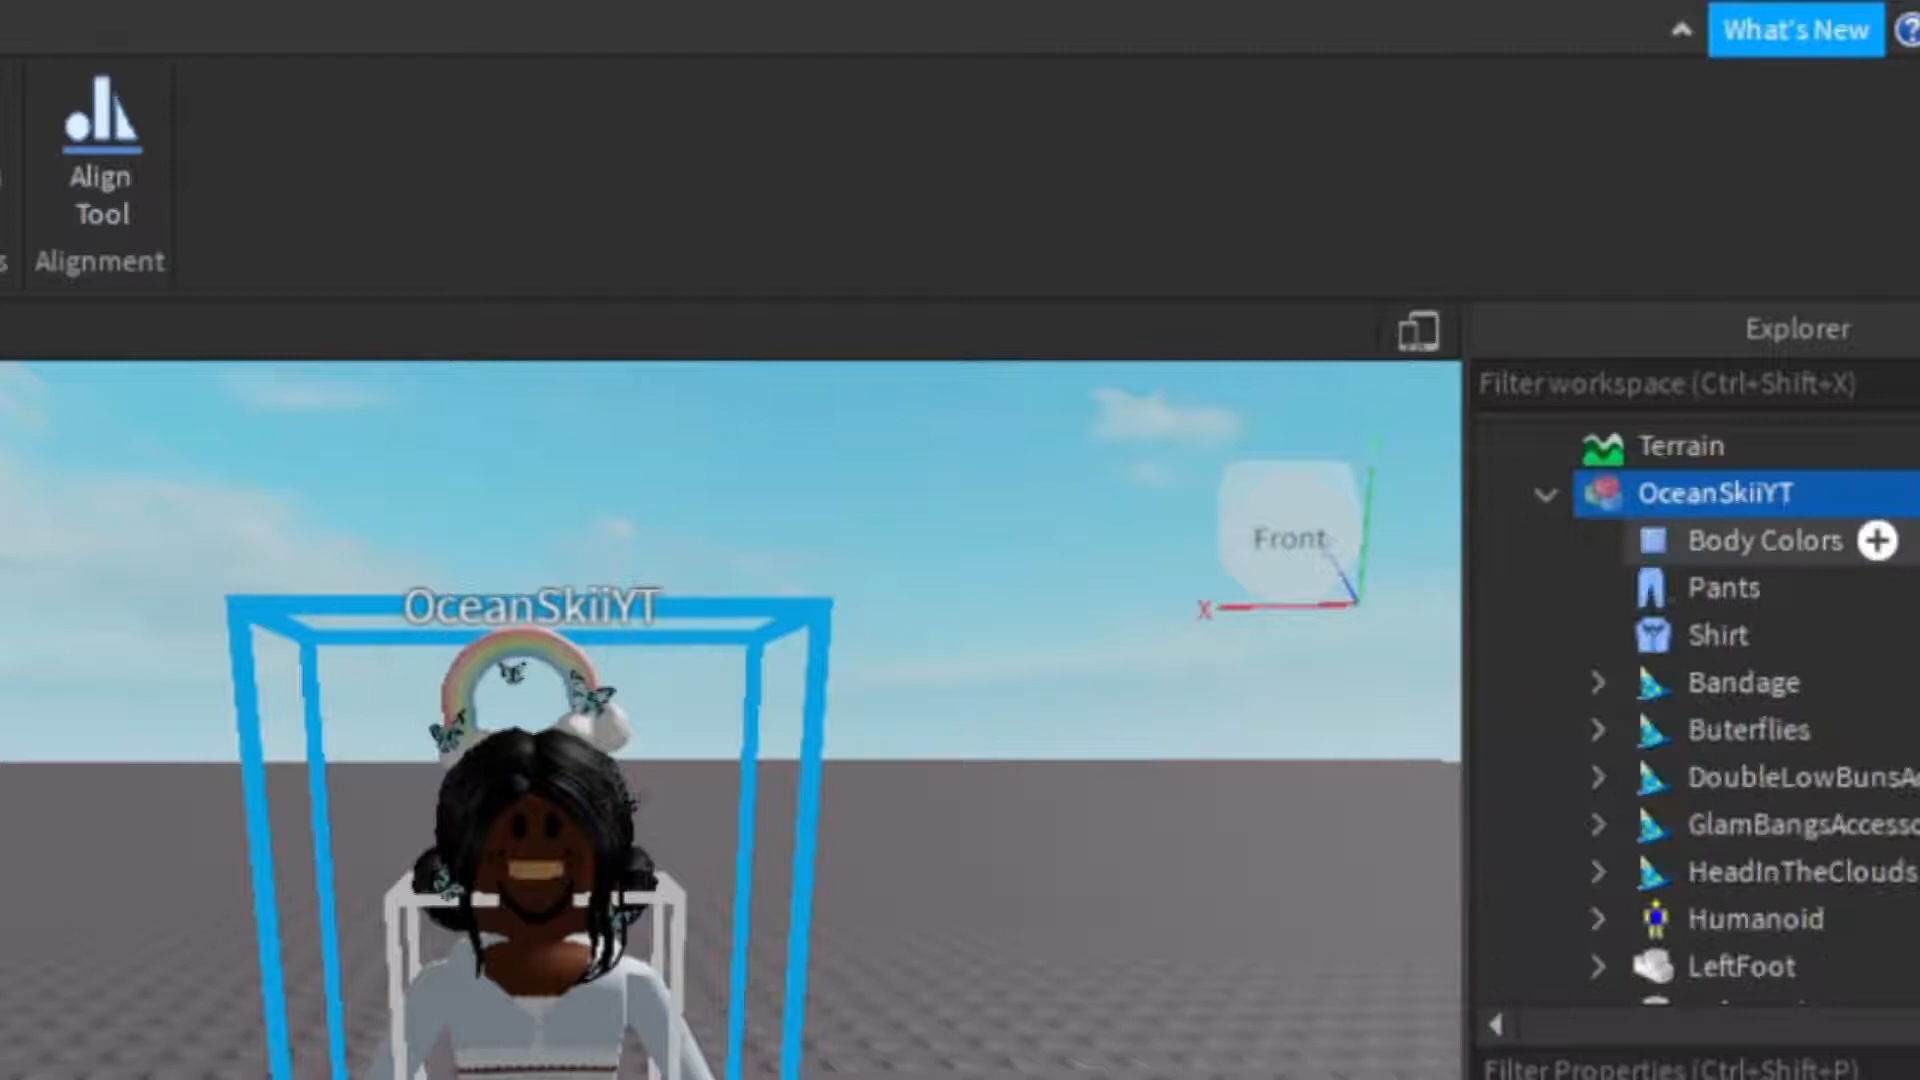 What's New
Align
Tool
Alignment
Explorer
Filter workspace (Ctrl+Shift+X)
Terrain
OceanSkiiYT
Body Colors
Front
Pants
X
OceanSkiiYT
Shirt
Bandage
Buterflies
DoubleLowBunsA
GlamBangsAccesso
HeadInTheClouds
Humanoid
LeftFoot
Filter Properties (Ctrl+Shift+P)